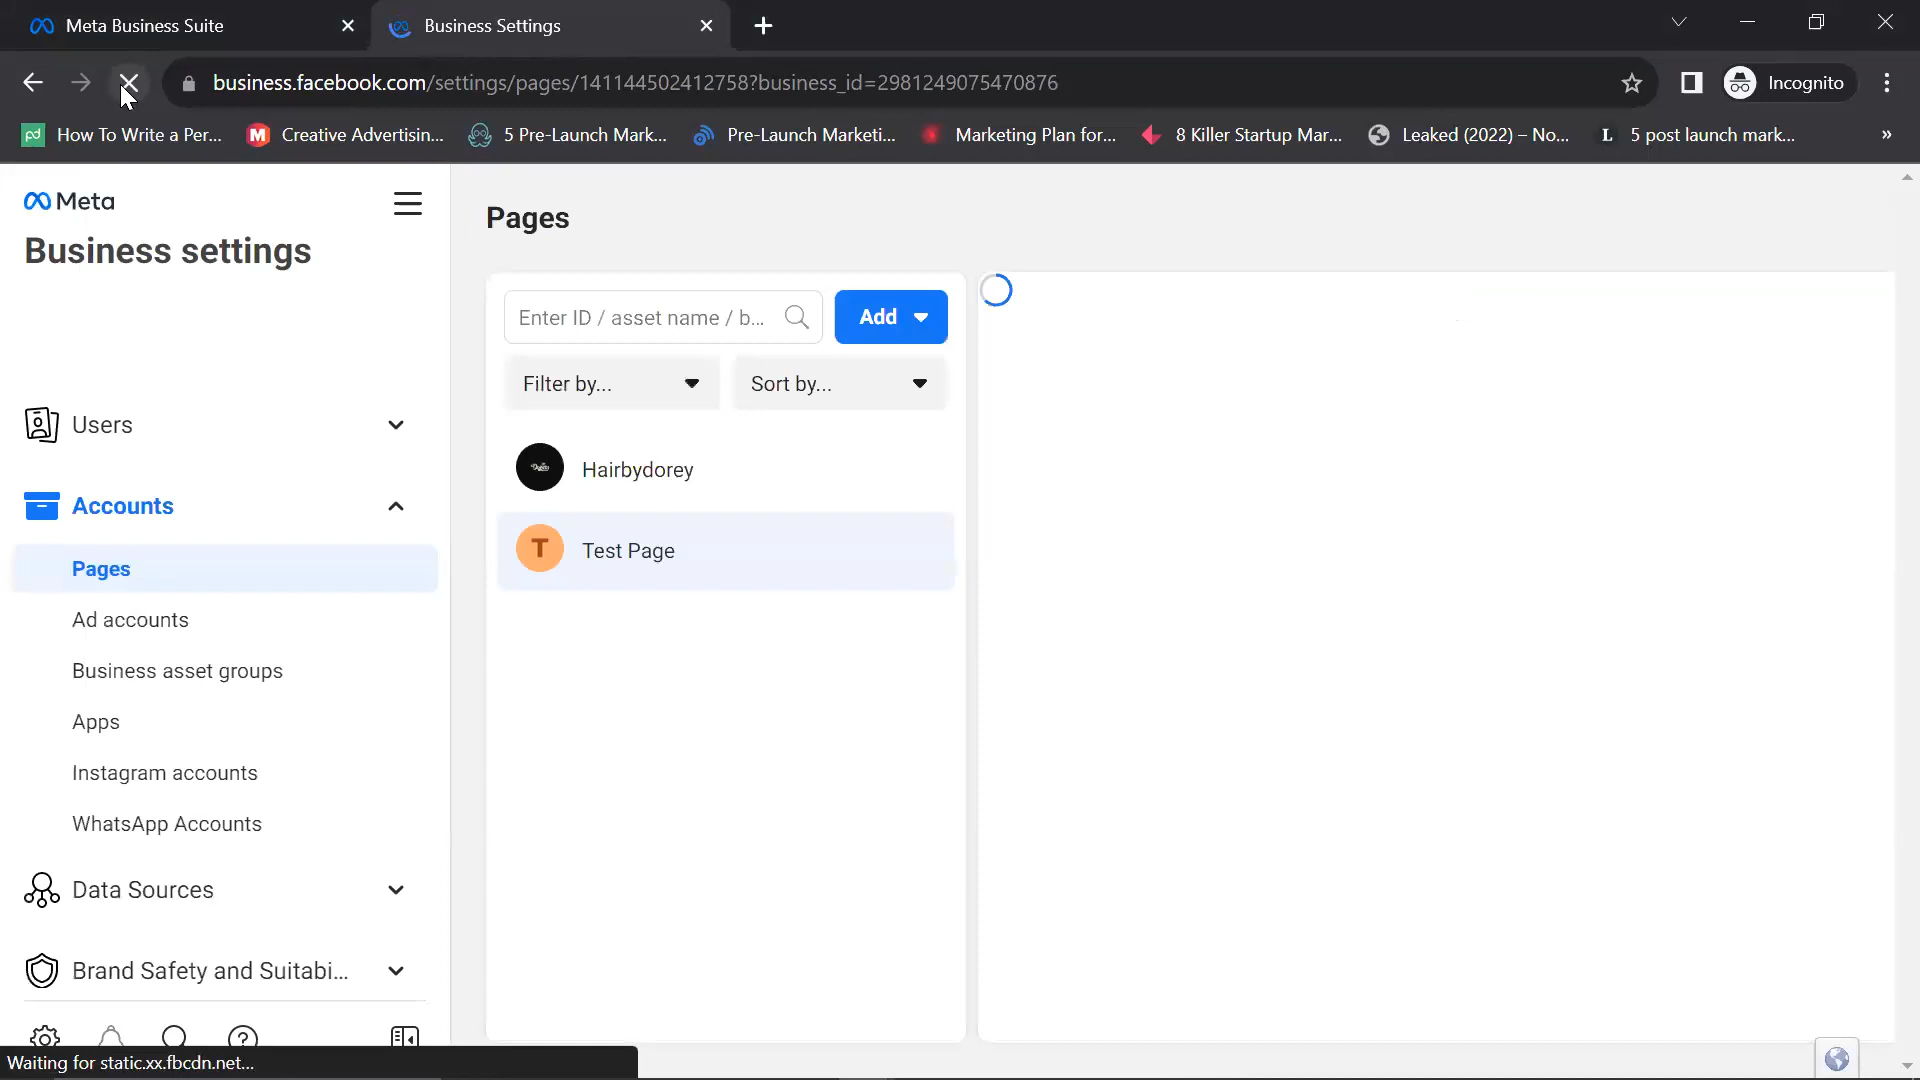 Meta Business Suite
Business Settings
business.facebook.com/settings/pages/141144502412758?business_id=2981249075470876
Incognito
pd How To Write a Per...
M Creative Advertisin...
5 Pre-Launch Mark...
Pre-Launch Marketi...
Marketing Plan for...
8 Killer Startup Mar...
Leaked (2022) – No...
L 5 post launch mark...
»
Meta
Business settings
Pages
Enter ID / asset name / b...
Add
Filter by...
Sort by...
Hairbydorey
T Test Page
Users
Accounts
Pages
Ad accounts
Business asset groups
Apps
Instagram accounts
WhatsApp Accounts
Data Sources
Brand Safety and Suitabi...
Waiting for static.xx.fbcdn.net...